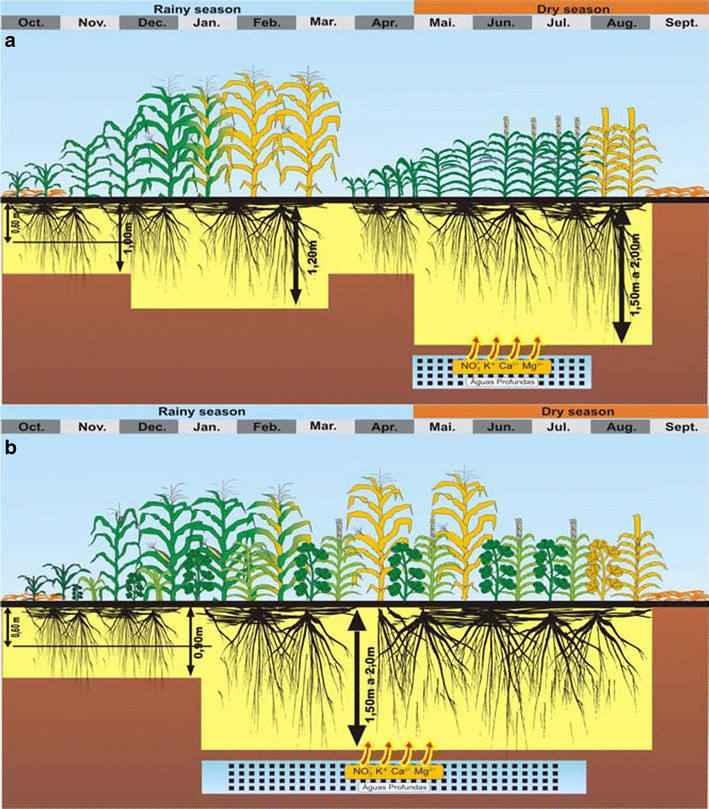 Rainy season Dry season
Oct. Nov. Dec. Jan. Feb. Mar. Apr. Mai. Jun. Jul. Aug. Sept.
a
0,60 m
1,00m
1,20m
1,50m a 2,00m
NO₃⁻ K⁺ Ca²⁺ Mg²⁺
Águas Profundas
Rainy season Dry season
Oct. Nov. Dec. Jan. Feb. Mar. Apr. Mai. Jun. Jul. Aug. Sept.
b
0,60 m
0,90m
1,50m a 2,0m
NO₃⁻ K⁺ Ca²⁺ Mg²⁺
Águas Profundas